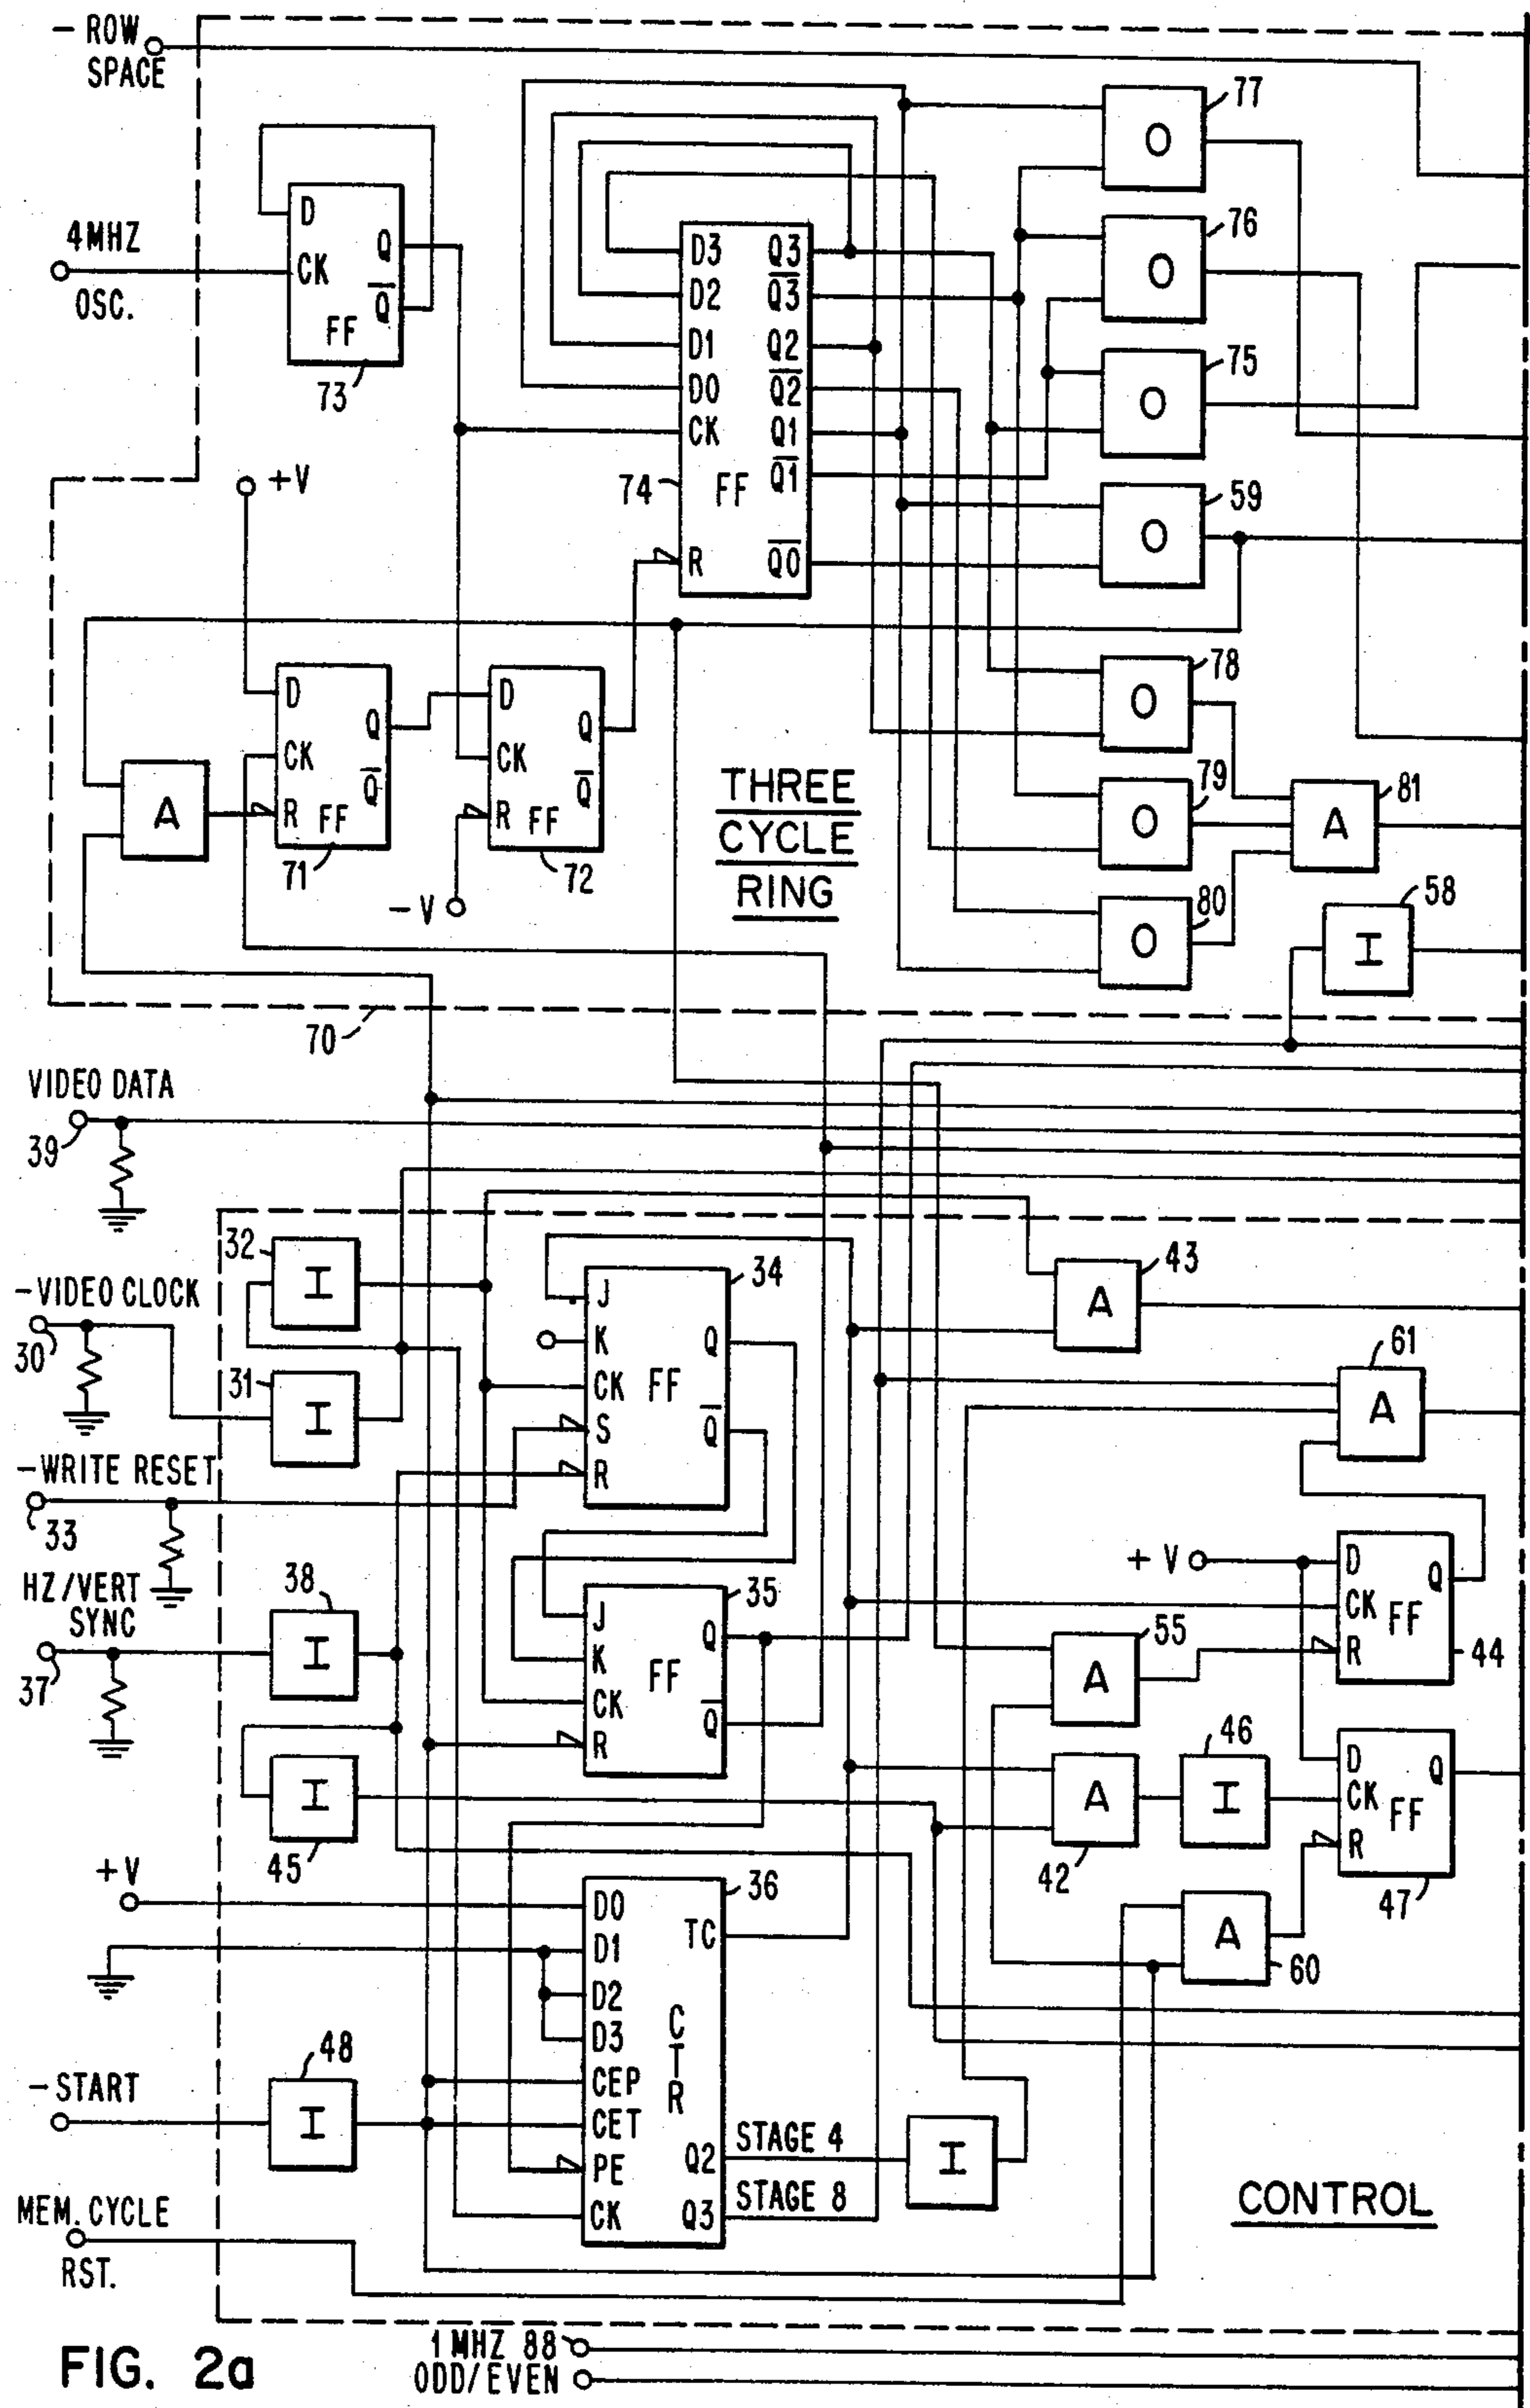 - ROW
SPACE
77
D
Q
4MHZ
CK
Q̅
OSC.
FF
73
O
76
O
D3 Q3
D2 Q̅3̅
D1 Q2
D0 Q̅2̅
CK Q1
Q̅1̅
74 FF
R Q̅0̅
75
O
+V
59
O
D
Q
CK
Q̅
R FF
71
D
Q
CK
Q̅
R FF
72
A
- V
THREE
CYCLE
RING
78
O
79
O
80
O
81
A
58
I
70
VIDEO DATA
39
32
I
-VIDEO CLOCK
30
31
I
-WRITE RESET
33
34
J
K Q
CK FF
S Q̅
R
43
A
61
A
HZ/VERT
SYNC
38
I
37
35
J Q
K
FF
CK Q̅
R
+ V
D Q
CK FF
R
44
55
A
45
I
42
A
46
I
D Q
CK FF
R
47
60
A
+V
36
D0
TC
D1
D2
D3
CTR
CEP
CET
PE Q2
CK Q3
STAGE 4
STAGE 8
I
-START
48
I
MEM. CYCLE
RST.
CONTROL
1 MHZ 88
ODD/EVEN
FIG. 2a